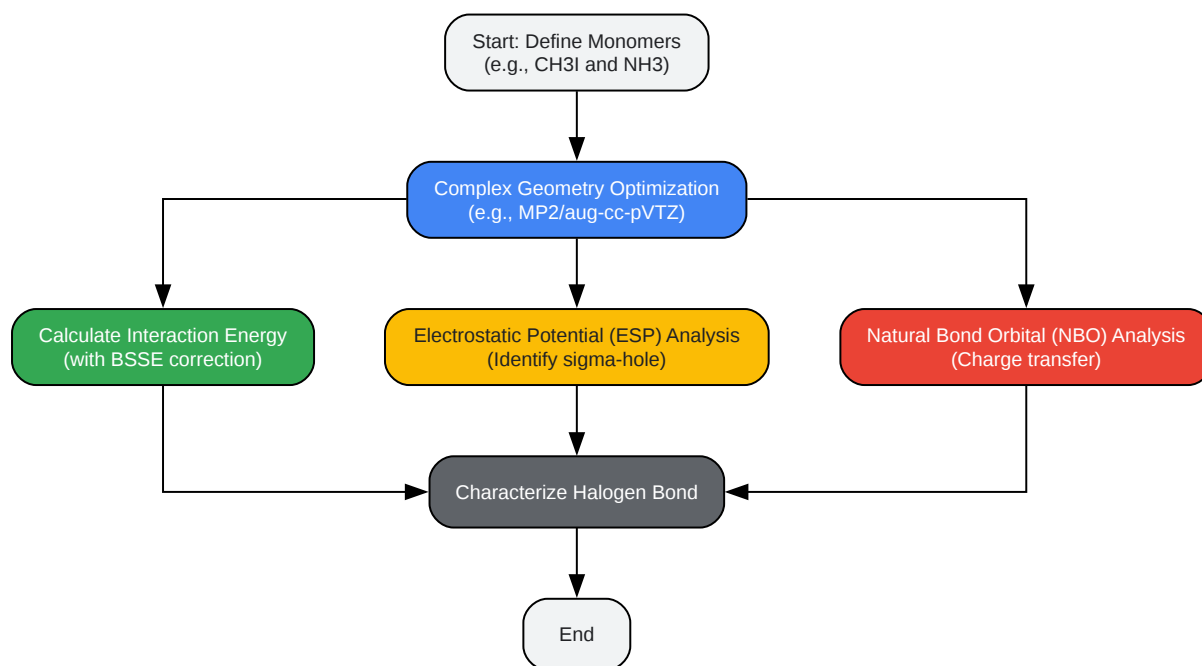 Start: Define Monomers
(e.g., CH3I and NH3)
Complex Geometry Optimization
(e.g., MP2/aug-cc-pVTZ)
Calculate Interaction Energy
(with BSSE correction)
Electrostatic Potential (ESP) Analysis
(Identify sigma-hole)
Natural Bond Orbital (NBO) Analysis
(Charge transfer)
Characterize Halogen Bond
End